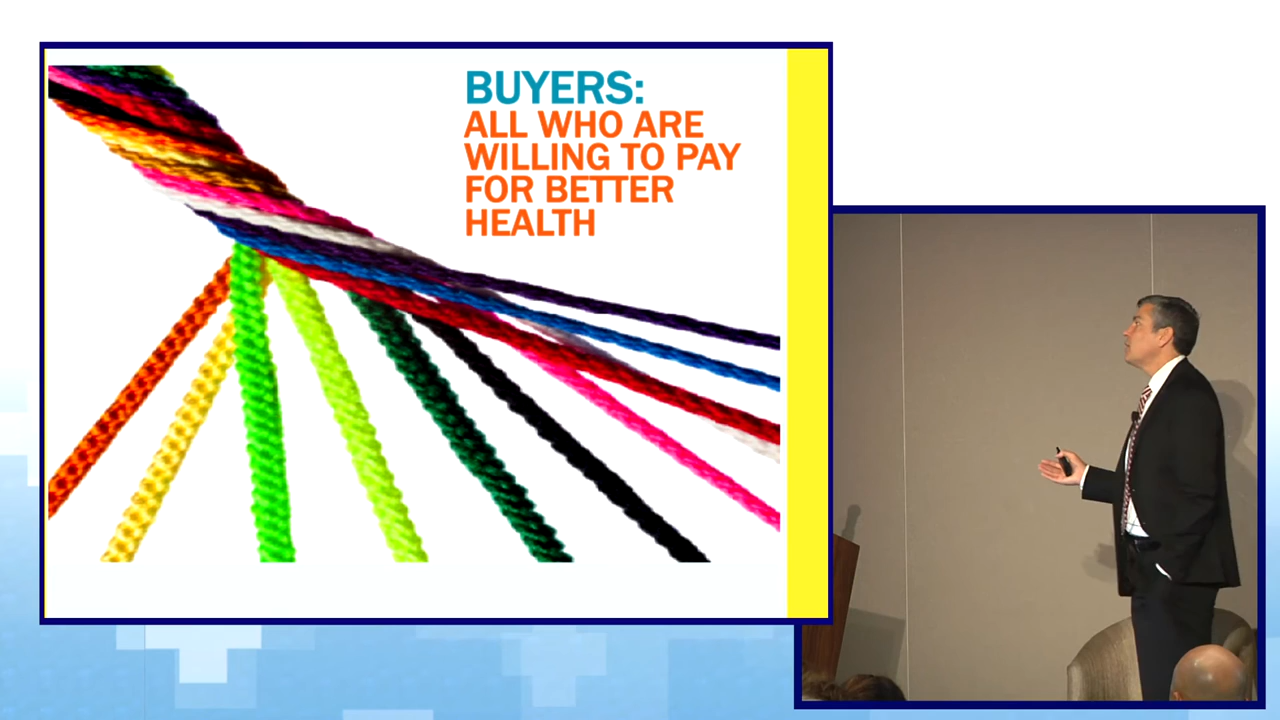 BUYERS:
ALL WHO ARE
WILLING TO PAY
FOR BETTER
HEALTH